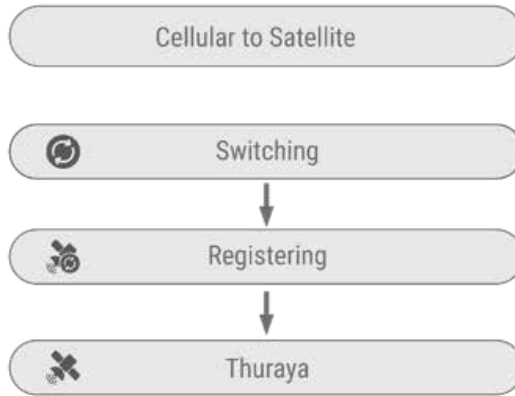 Cellular to Satellite
Switching
Registering
Thuraya